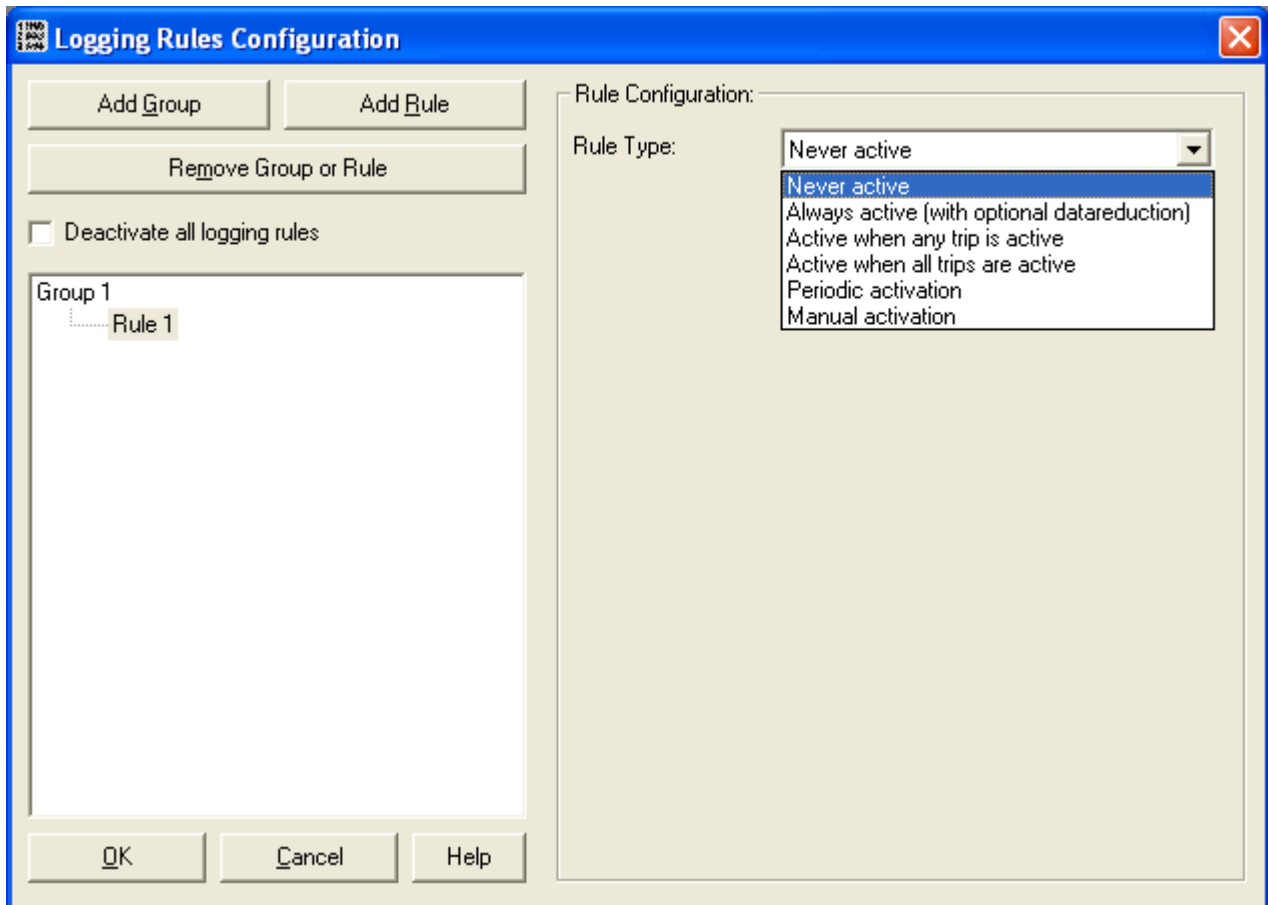 Logging Rules Configuration
Add Group
Add Rule
Remove Group or Rule
Deactivate all logging rules
Group 1
Rule 1
OK
Cancel
Help
Rule Configuration:
Rule Type:
Never active
Never active
Always active (with optional datareduction)
Active when any trip is active
Active when all trips are active
Periodic activation
Manual activation